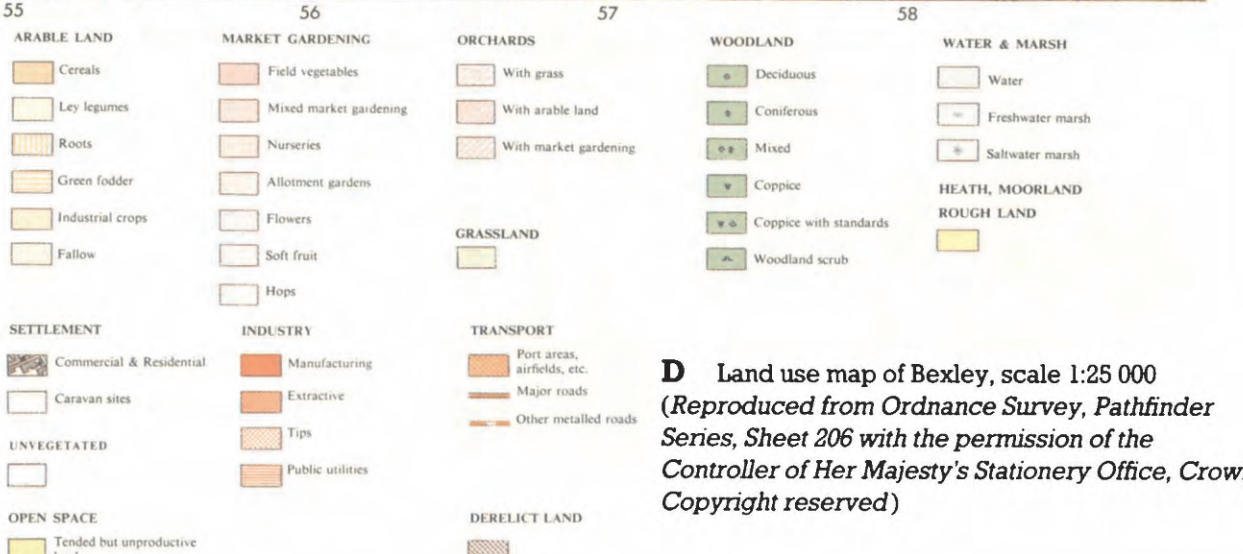 55 56 57 58
ARABLE LAND
Cereals
Ley legumes
Roots
Green fodder
Industrial crops
Fallow
MARKET GARDENING
Field vegetables
Mixed market gardening
Nurseries
Allotment gardens
Flowers
Soft fruit
Hops
ORCHARDS
With grass
With arable land
With market gardening
GRASSLAND
WOODLAND
Deciduous
Coniferous
Mixed
Coppice
Coppice with standards
Woodland scrub
WATER & MARSH
Water
Freshwater marsh
Saltwater marsh
HEATH, MOORLAND
ROUGH LAND
SETTLEMENT
Commercial & Residential
Caravan sites
UNVEGETATED
OPEN SPACE
Tended but unproductive
INDUSTRY
Manufacturing
Extractive
Tips
Public utilities
TRANSPORT
Port areas,
airfields, etc.
Major roads
Other metalled roads
DERELICT LAND
D Land use map of Bexley, scale 1:25 000
(Reproduced from Ordnance Survey, Pathfinder
Series, Sheet 206 with the permission of the
Controller of Her Majesty's Stationery Office, Crow
Copyright reserved)